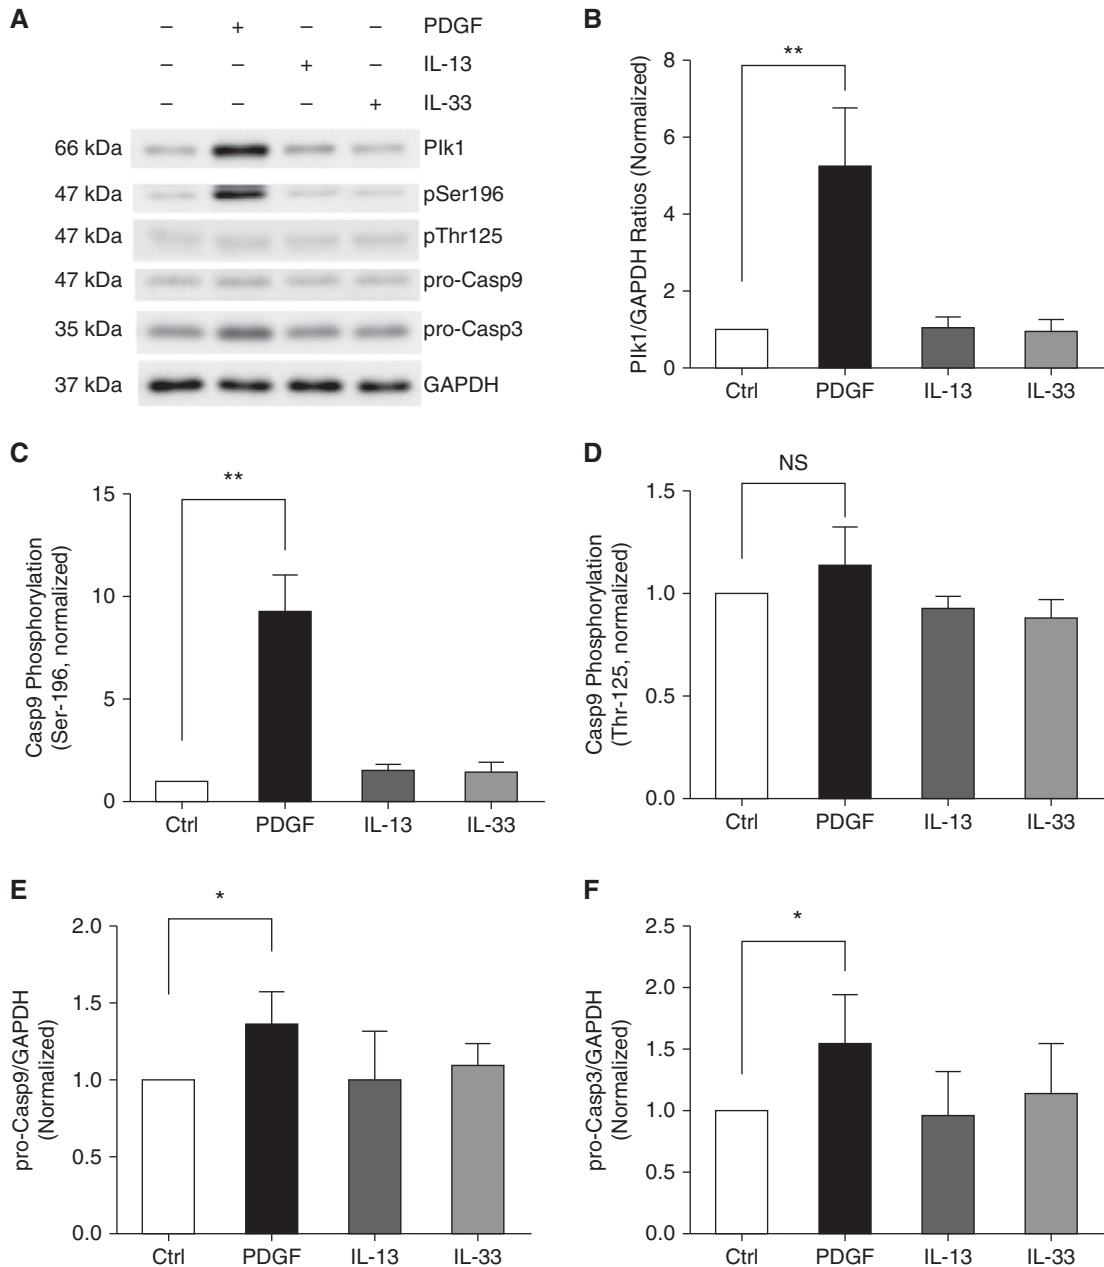 A
– + – – PDGF
– – + – IL-13
– – – + IL-33
66 kDa Plk1
47 kDa pSer196
47 kDa pThr125
47 kDa pro-Casp9
35 kDa pro-Casp3
37 kDa GAPDH
B
**
Plk1/GAPDH Ratios (Normalized)
8
6
4
2
0
Ctrl PDGF IL-13 IL-33
C
**
Casp9 Phosphorylation
(Ser-196, normalized)
15
10
5
0
Ctrl PDGF IL-13 IL-33
D
NS
Casp9 Phosphorylation
(Thr-125, normalized)
1.5
1.0
0.5
0.0
Ctrl PDGF IL-13 IL-33
E
*
pro-Casp9/GAPDH
(Normalized)
2.0
1.5
1.0
0.5
0.0
Ctrl PDGF IL-13 IL-33
F
*
pro-Casp3/GAPDH
(Normalized)
2.5
2.0
1.5
1.0
0.5
0.0
Ctrl PDGF IL-13 IL-33